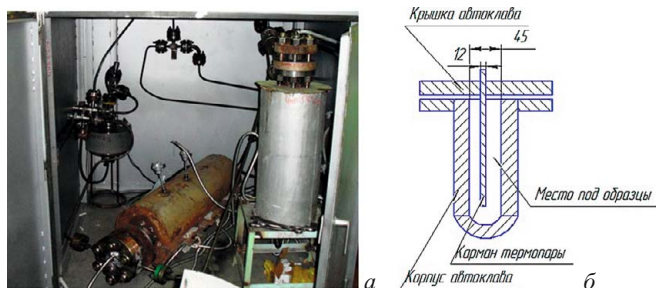 Крышка автоклава
45
12
Место под образцы
Карман термопары
а
Корпус автоклава
б